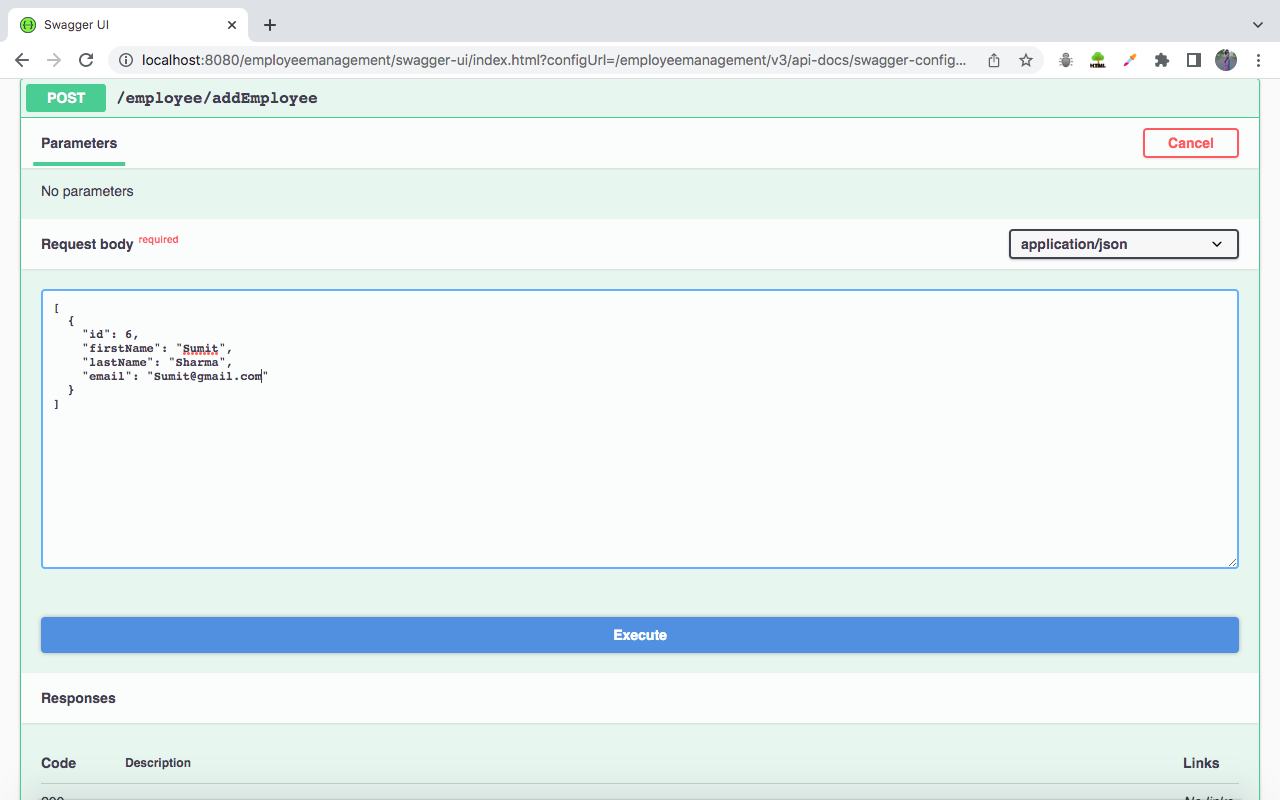 Swagger UI
localhost:8080/employeemanagement/swagger-ui/index.html?configUrl=/employeemanagement/v3/api-docs/swagger-config...
HTML
POST /employee/addEmployee
Parameters
Cancel
No parameters
Request body required
application/json
[
{
"id": 6,
"firstName": "Sumit",
"lastName": "Sharma",
"email": "Sumit@gmail.com"
}
]
Execute
Responses
Code Description Links